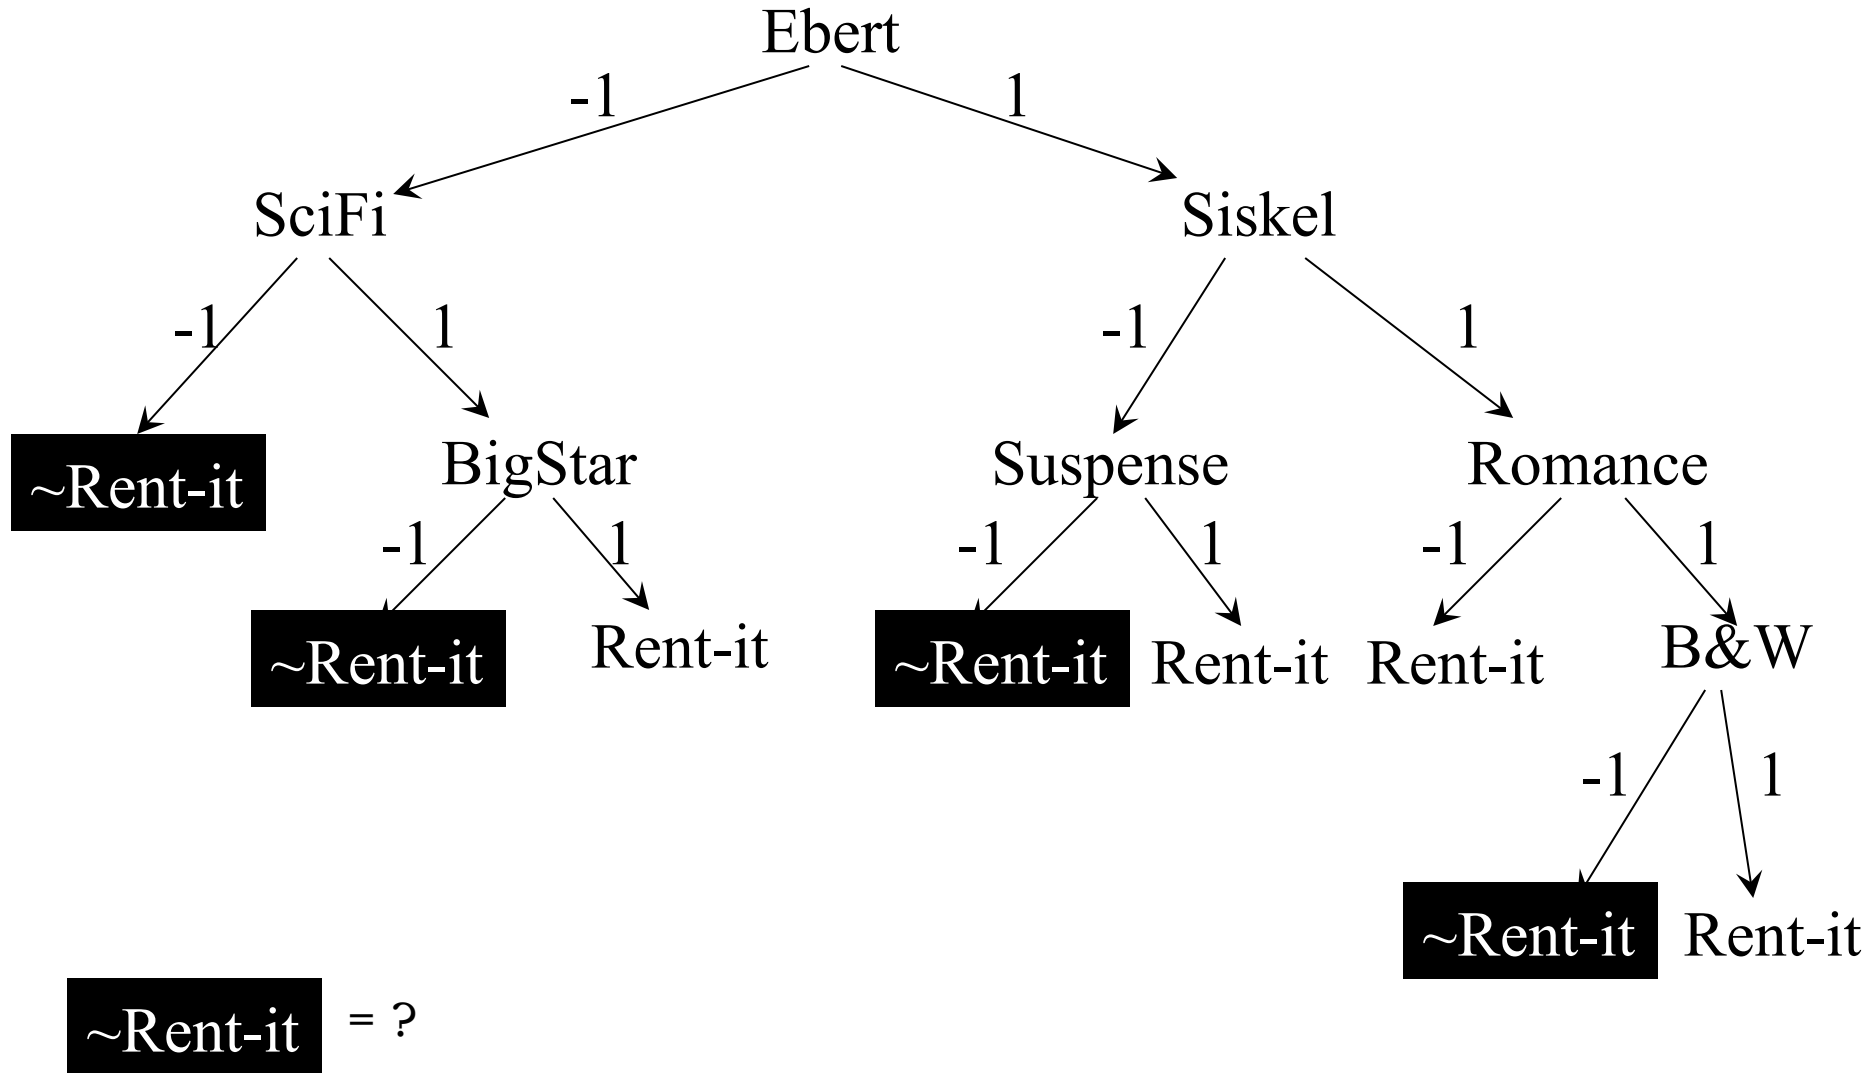 Ebert
-1 1
SciFi Siskel
-1 1 -1 1
~Rent-it BigStar Suspense Romance
-1 1 -1 1 -1 1
~Rent-it Rent-it ~Rent-it Rent-it Rent-it B&W
-1 1
~Rent-it Rent-it
~Rent-it = ?